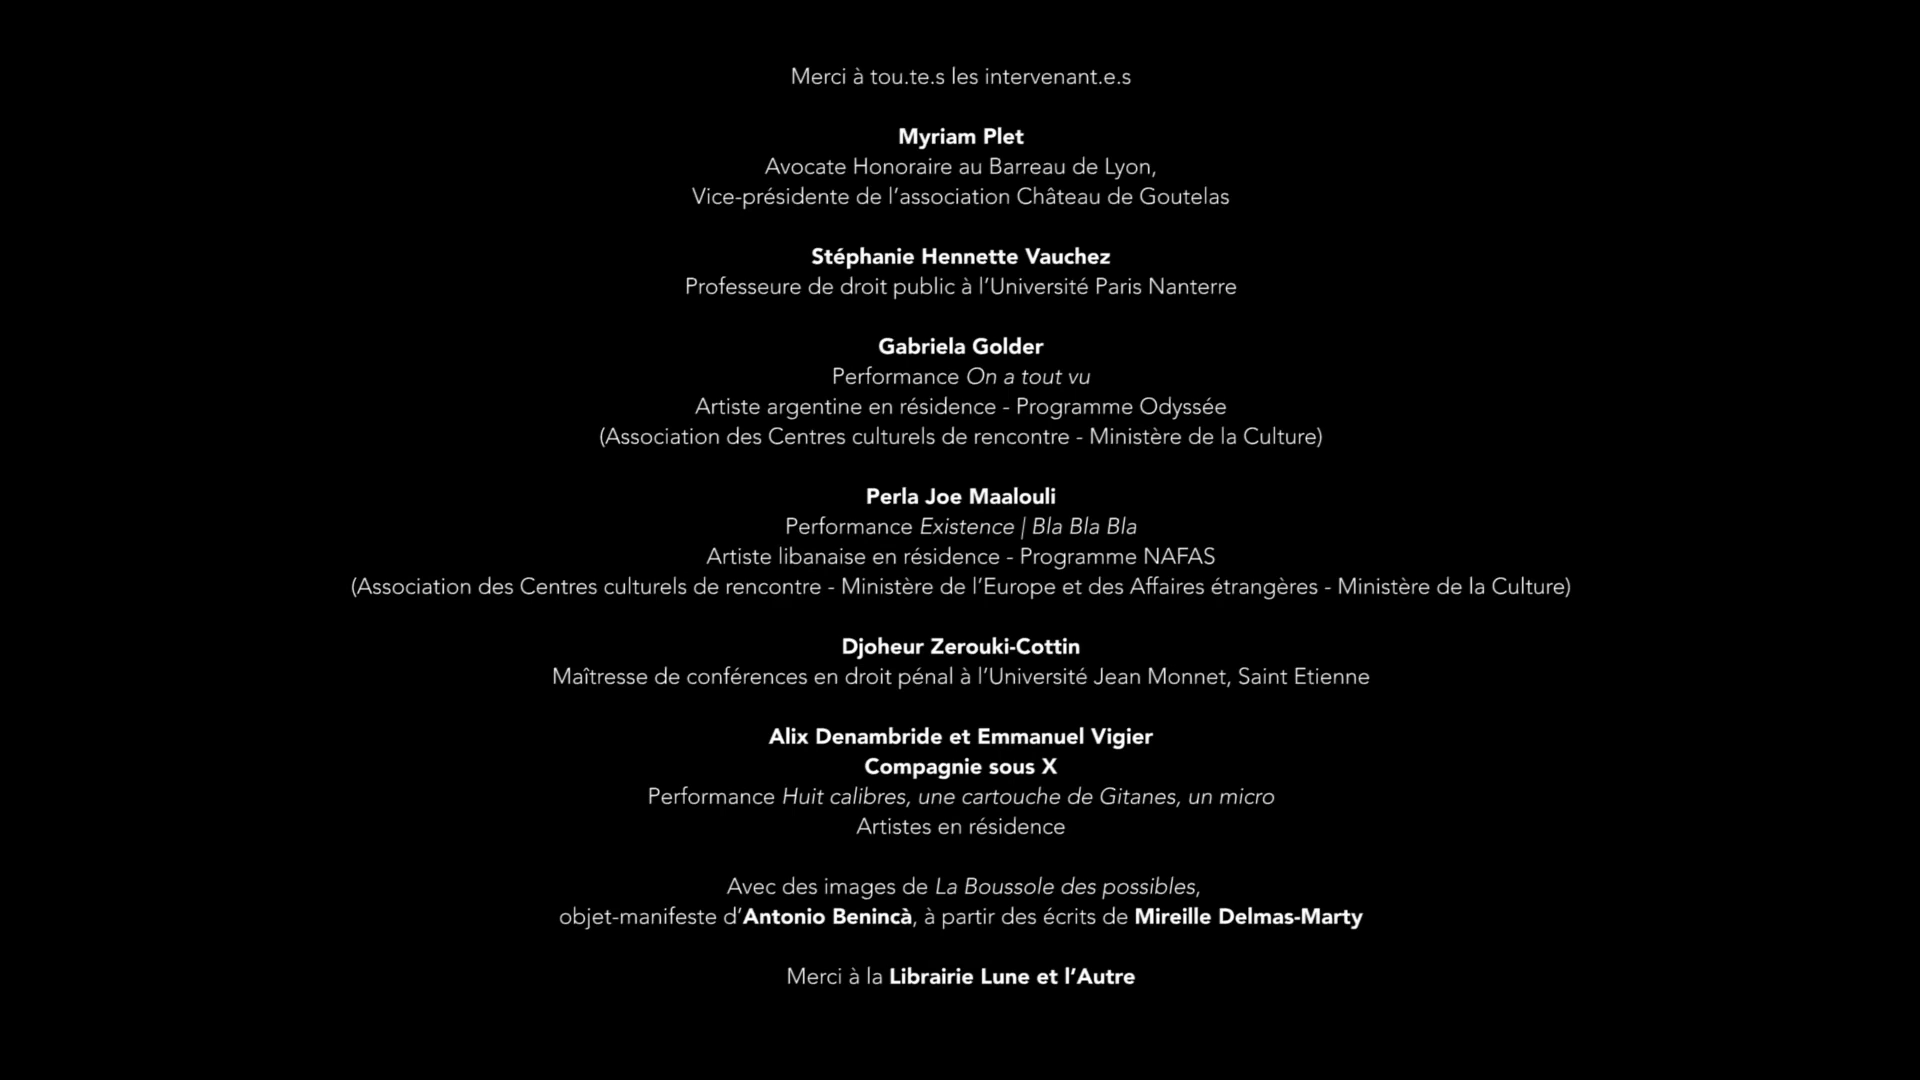 Merci à tou.te.s les intervenant.e.s
Myriam Plet
Avocate Honoraire au Barreau de Lyon,
Vice-présidente de l’association Château de Goutelas
Stéphanie Hennette Vauchez
Professeure de droit public à l’Université Paris Nanterre
Gabriela Golder
Performance On a tout vu
Artiste argentine en résidence - Programme Odyssée
(Association des Centres culturels de rencontre - Ministère de la Culture)
Perla Joe Maalouli
Performance Existence | Bla Bla Bla
Artiste libanaise en résidence - Programme NAFAS
(Association des Centres culturels de rencontre - Ministère de l’Europe et des Affaires étrangères - Ministère de la Culture)
Djoheur Zerouki-Cottin
Maîtresse de conférences en droit pénal à l’Université Jean Monnet, Saint Etienne
Alix Denambride et Emmanuel Vigier
Compagnie sous X
Performance Huit calibres, une cartouche de Gitanes, un micro
Artistes en résidence
Avec des images de La Boussole des possibles,
objet-manifeste d’Antonio Benincà, à partir des écrits de Mireille Delmas-Marty
Merci à la Librairie Lune et l’Autre